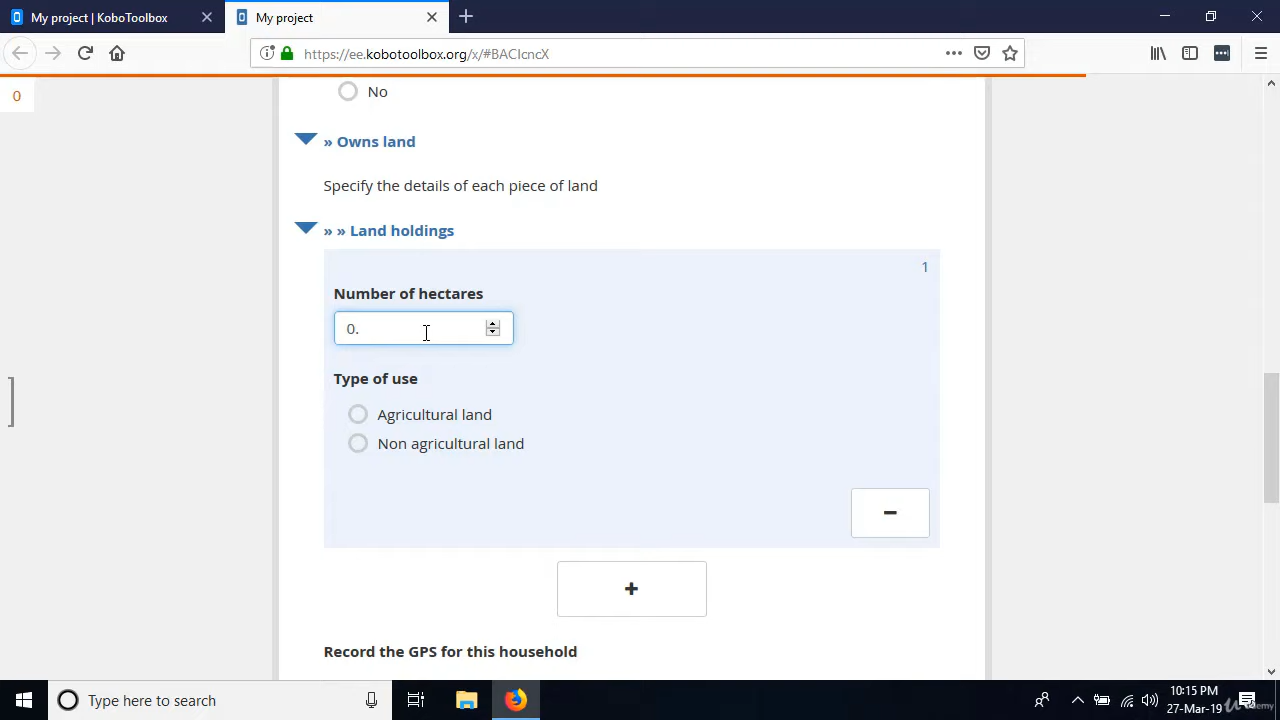 My project | KoboToolbox
My project
https://ee.kobotoolbox.org/x/#BAClcncX
0
No
» Owns land
Specify the details of each piece of land
» » Land holdings
1
Number of hectares
0.
Type of use
Agricultural land
Non agricultural land
Record the GPS for this household
Type here to search
10:15 PM
27-Mar-19
Udemy